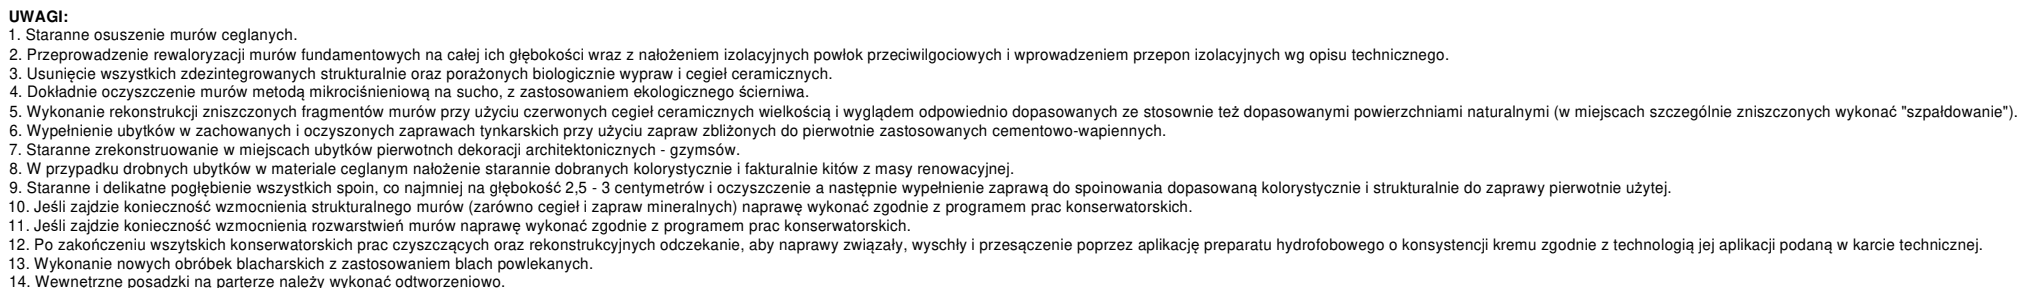 UWAGI:
1. Staranne osuszenie murów ceglanych.
2. Przeprowadzenie rewaloryzacji murów fundamentowych na całej ich głębokości wraz z nałożeniem izolacyjnych powłok przeciwilgociowych i wprowadzeniem przepon izolacyjnych wg opisu technicznego.
3. Usunięcie wszystkich zdezintegrowanych strukturalnie oraz porażonych biologicznie wypraw i cegieł ceramicznych.
4. Dokładnie oczyszczenie murów metodą mikrociśnieniową na sucho, z zastosowaniem ekologicznego ścierniwa.
5. Wykonanie rekonstrukcji zniszczonych fragmentów murów przy użyciu czerwonych cegieł ceramicznych wielkością i wyglądem odpowiednio dopasowanych ze stosownie też dopasowanymi powierzchniami naturalnymi (w miejscach szczególnie zniszczonych wykonać "szpałdowanie").
6. Wypełnienie ubytków w zachowanych i oczyszonych zaprawach tynkarskich przy użyciu zapraw zbliżonych do pierwotnie zastosowanych cementowo-wapiennych.
7. Staranne zrekonstruowanie w miejscach ubytków pierwotnch dekoracji architektonicznych - gzymsów.
8. W przypadku drobnych ubytków w materiale ceglanym nałożenie starannie dobranych kolorystycznie i fakturalnie kitów z masy renowacyjnej.
9. Staranne i delikatne pogłębienie wszystkich spoin, co najmniej na głębokość 2,5 - 3 centymetrów i oczyszczenie a następnie wypełnienie zaprawą do spoinowania dopasowaną kolorystycznie i strukturalnie do zaprawy pierwotnie użytej.
10. Jeśli zajdzie konieczność wzmocnienia strukturalnego murów (zarówno cegieł i zapraw mineralnych) naprawę wykonać zgodnie z programem prac konserwatorskich.
11. Jeśli zajdzie konieczność wzmocnienia rozwarstwień murów naprawę wykonać zgodnie z programem prac konserwatorskich.
12. Po zakończeniu wszytskich konserwatorskich prac czyszczących oraz rekonstrukcyjnych odczekanie, aby naprawy związały, wyschły i przesączenie poprzez aplikację preparatu hydrofobowego o konsystencji kremu zgodnie z technologią jej aplikacji podaną w karcie technicznej.
13. Wykonanie nowych obróbek blacharskich z zastosowaniem blach powlekanych.
14. Wewnętrzne posadzki na parterze należy wykonać odtworzeniowo.